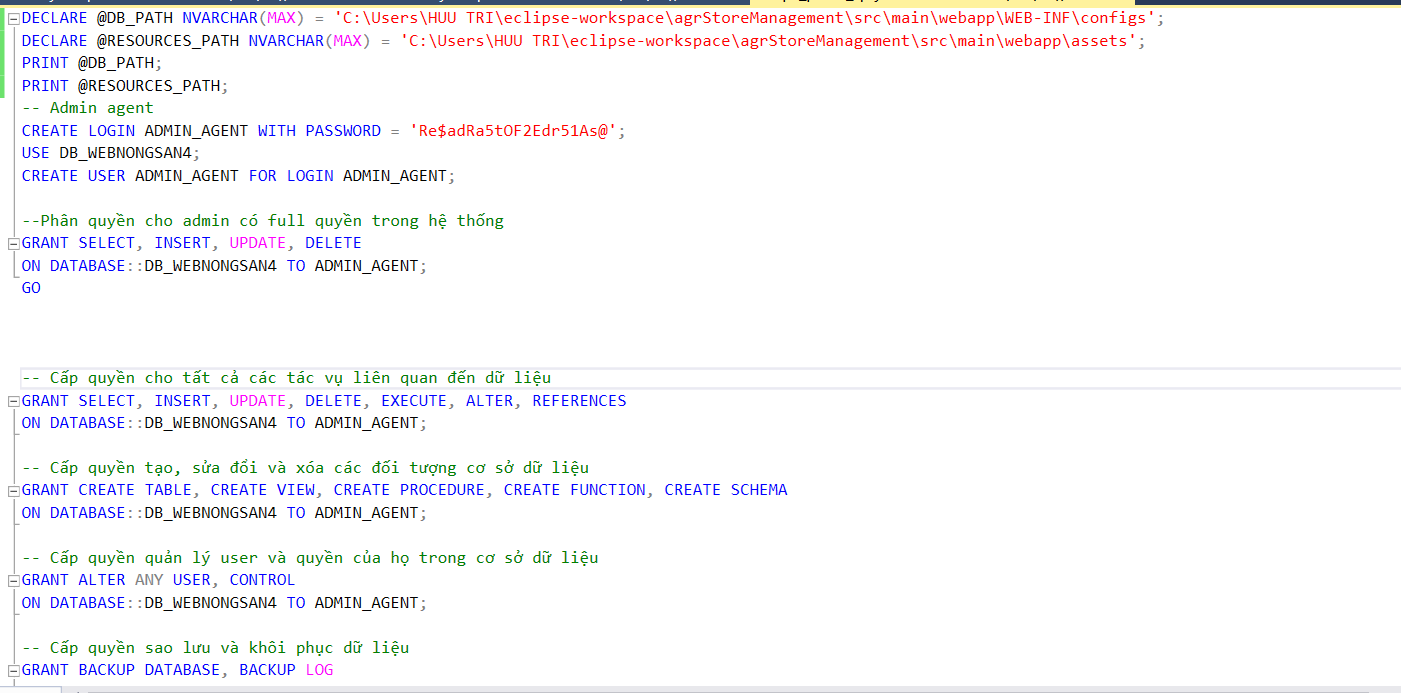 DECLARE @DB_PATH NVARCHAR(MAX) = 'C:\Users\HUU TRI\eclipse-workspace\agrStoreManagement\src\main\webapp\WEB-INF\configs';
DECLARE @RESOURCES_PATH NVARCHAR(MAX) = 'C:\Users\HUU TRI\eclipse-workspace\agrStoreManagement\src\main\webapp\assets';
PRINT @DB_PATH;
PRINT @RESOURCES_PATH;
-- Admin agent
CREATE LOGIN ADMIN_AGENT WITH PASSWORD = 'Re$adRa5tOF2Edr51As@';
USE DB_WEBNONGSAN4;
CREATE USER ADMIN_AGENT FOR LOGIN ADMIN_AGENT;
--Phân quyền cho admin có full quyền trong hệ thống
GRANT SELECT, INSERT, UPDATE, DELETE
ON DATABASE::DB_WEBNONGSAN4 TO ADMIN_AGENT;
GO
-- Cấp quyền cho tất cả các tác vụ liên quan đến dữ liệu
GRANT SELECT, INSERT, UPDATE, DELETE, EXECUTE, ALTER, REFERENCES
ON DATABASE::DB_WEBNONGSAN4 TO ADMIN_AGENT;
-- Cấp quyền tạo, sửa đổi và xóa các đối tượng cơ sở dữ liệu
GRANT CREATE TABLE, CREATE VIEW, CREATE PROCEDURE, CREATE FUNCTION, CREATE SCHEMA
ON DATABASE::DB_WEBNONGSAN4 TO ADMIN_AGENT;
-- Cấp quyền quản lý user và quyền của họ trong cơ sở dữ liệu
GRANT ALTER ANY USER, CONTROL
ON DATABASE::DB_WEBNONGSAN4 TO ADMIN_AGENT;
-- Cấp quyền sao lưu và khôi phục dữ liệu
GRANT BACKUP DATABASE, BACKUP LOG